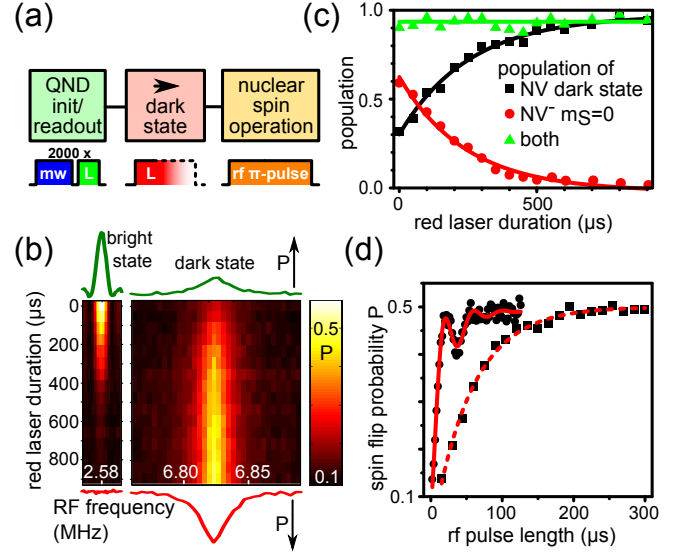 (a)
QND
init/
readout
dark
state
nuclear
spin
operation
2000 x
mw
L
L
rf π-pulse
(b)
bright
state
dark state
P
red laser duration (μs)
0
200
400
600
800
2.58
6.80
6.85
0.5
P
0.1
RF frequency
(MHz)
P
(c)
population
1.0
0.5
0.0
population of
NV dark state
NV⁻ mS=0
both
0
500
red laser duration (μs)
(d)
spin flip probability P
0.5
0.1
0
50
100
150
200
250
300
rf pulse length (μs)